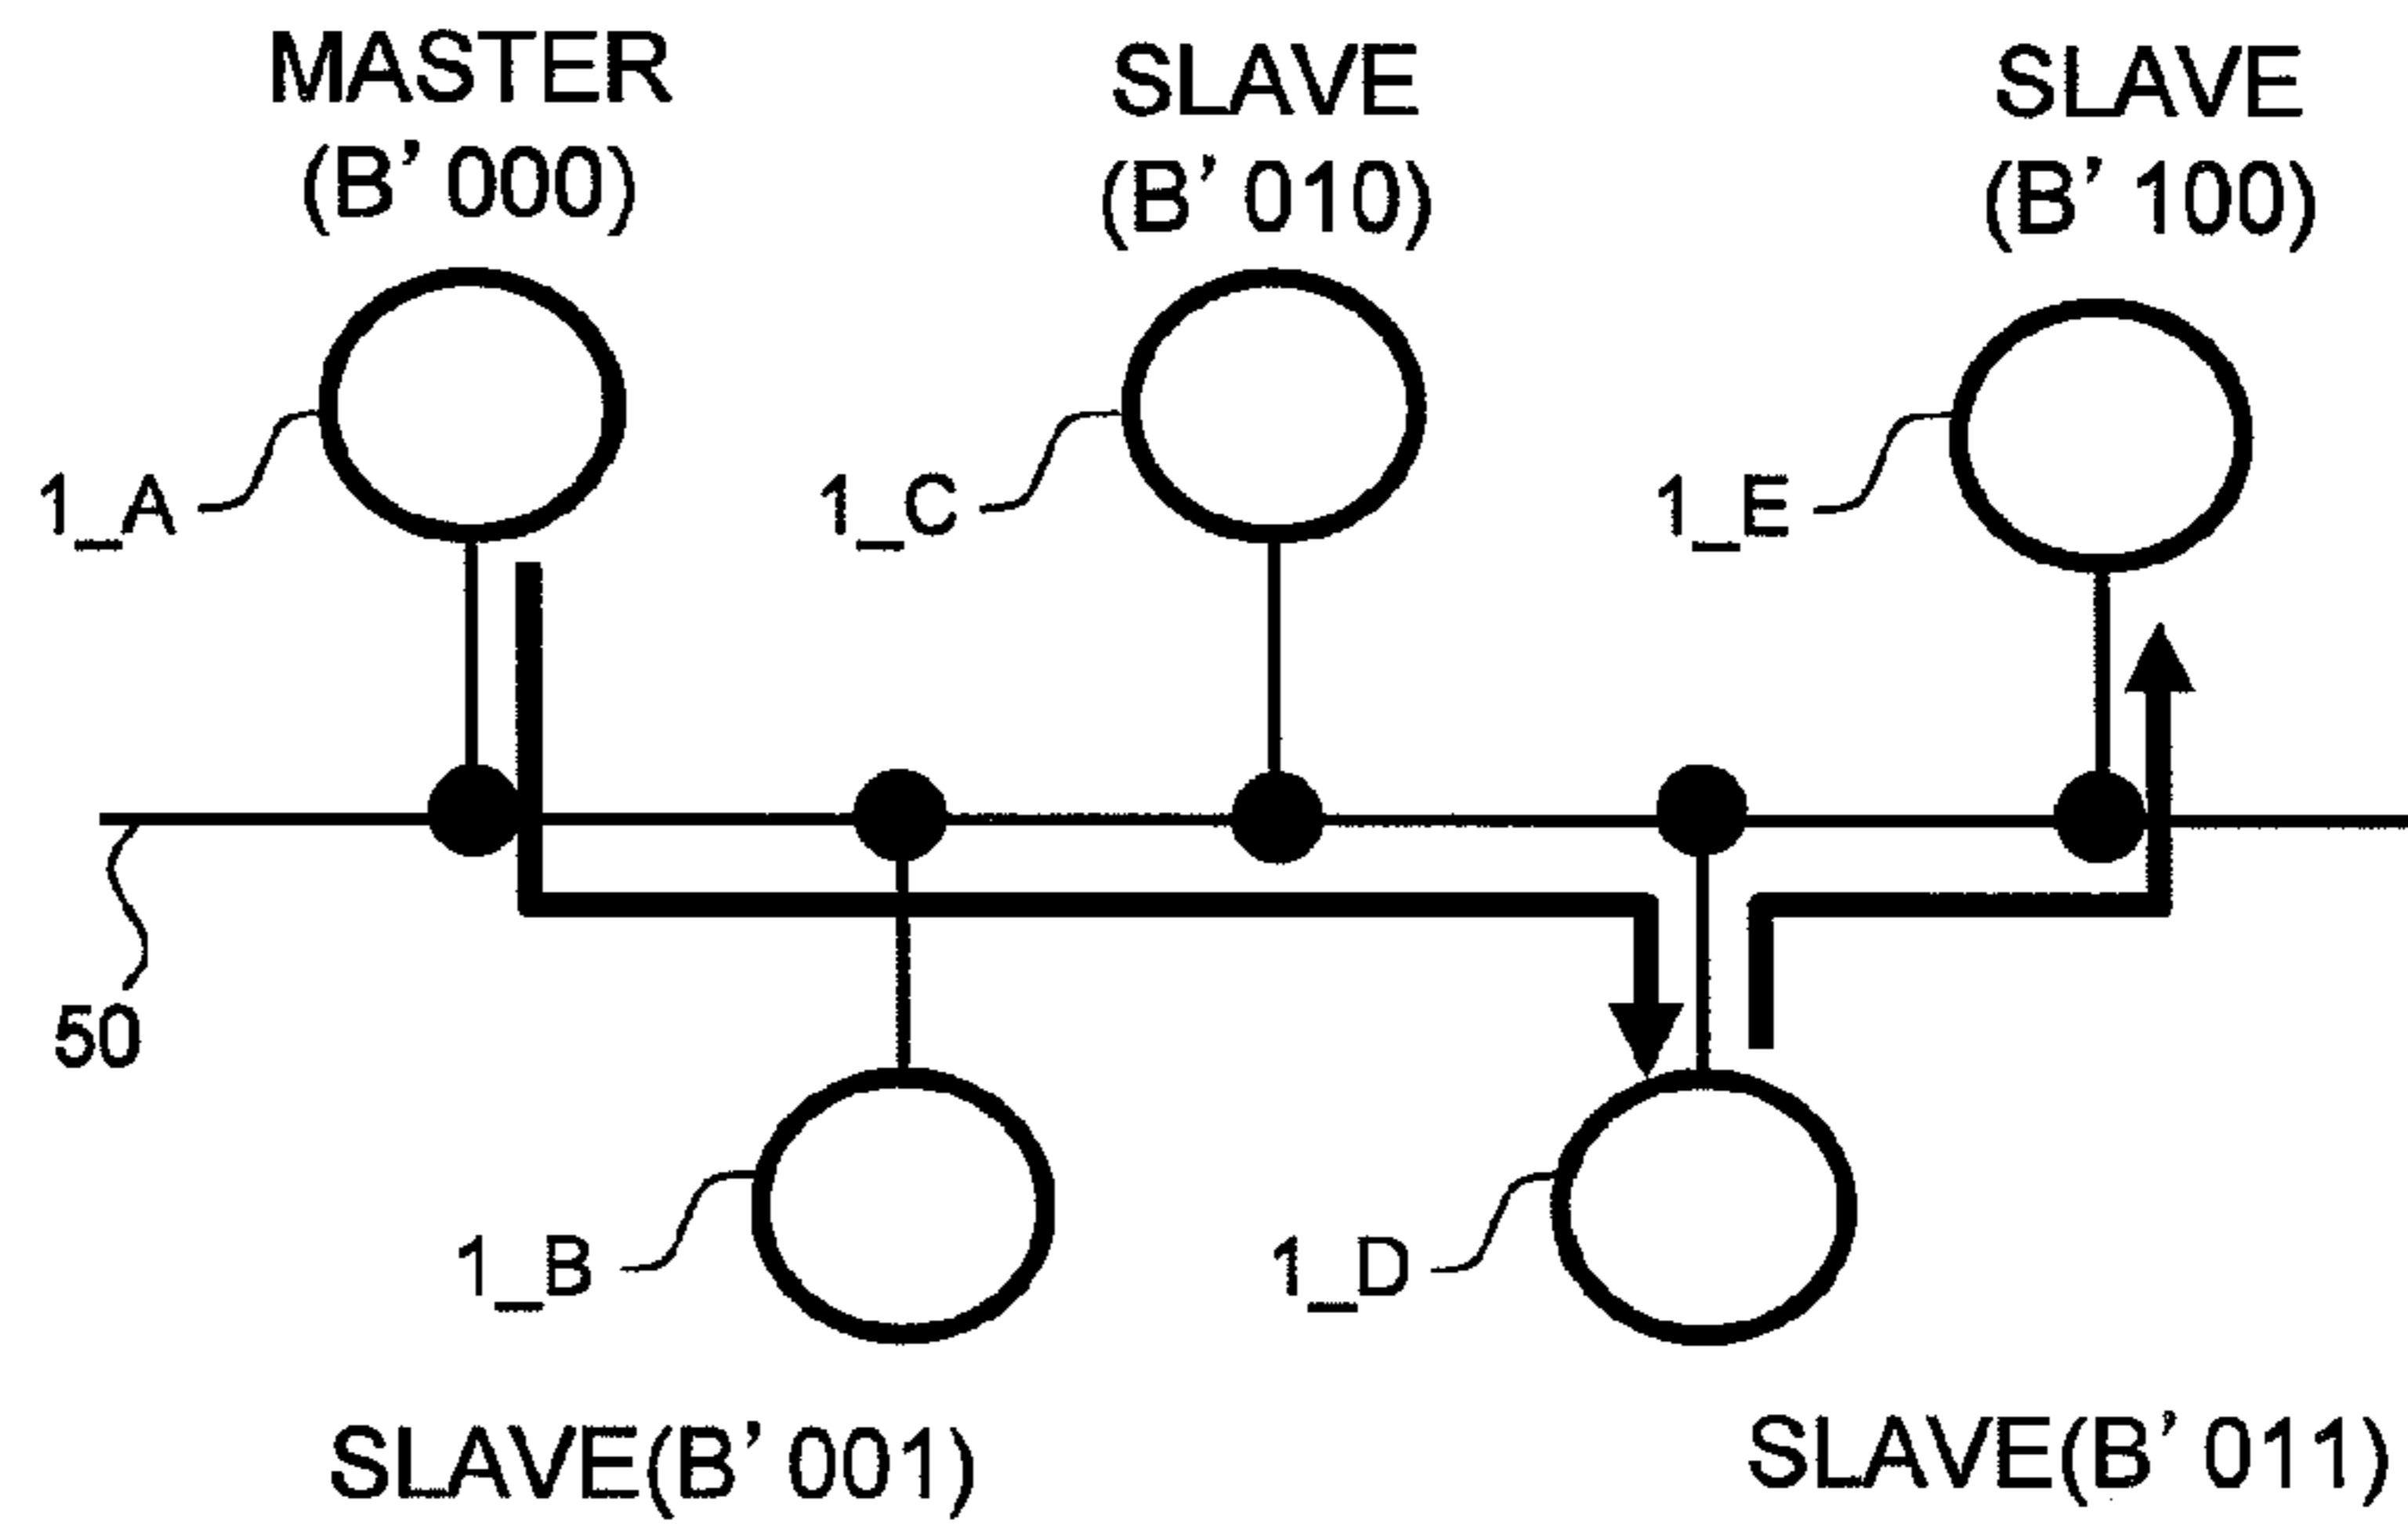 MASTER
(B' 000)
SLAVE
(B' 010)
SLAVE
(B' 100)
1_A
1_C
1_E
50
1_B
1_D
SLAVE(B' 001)
SLAVE(B' 011)